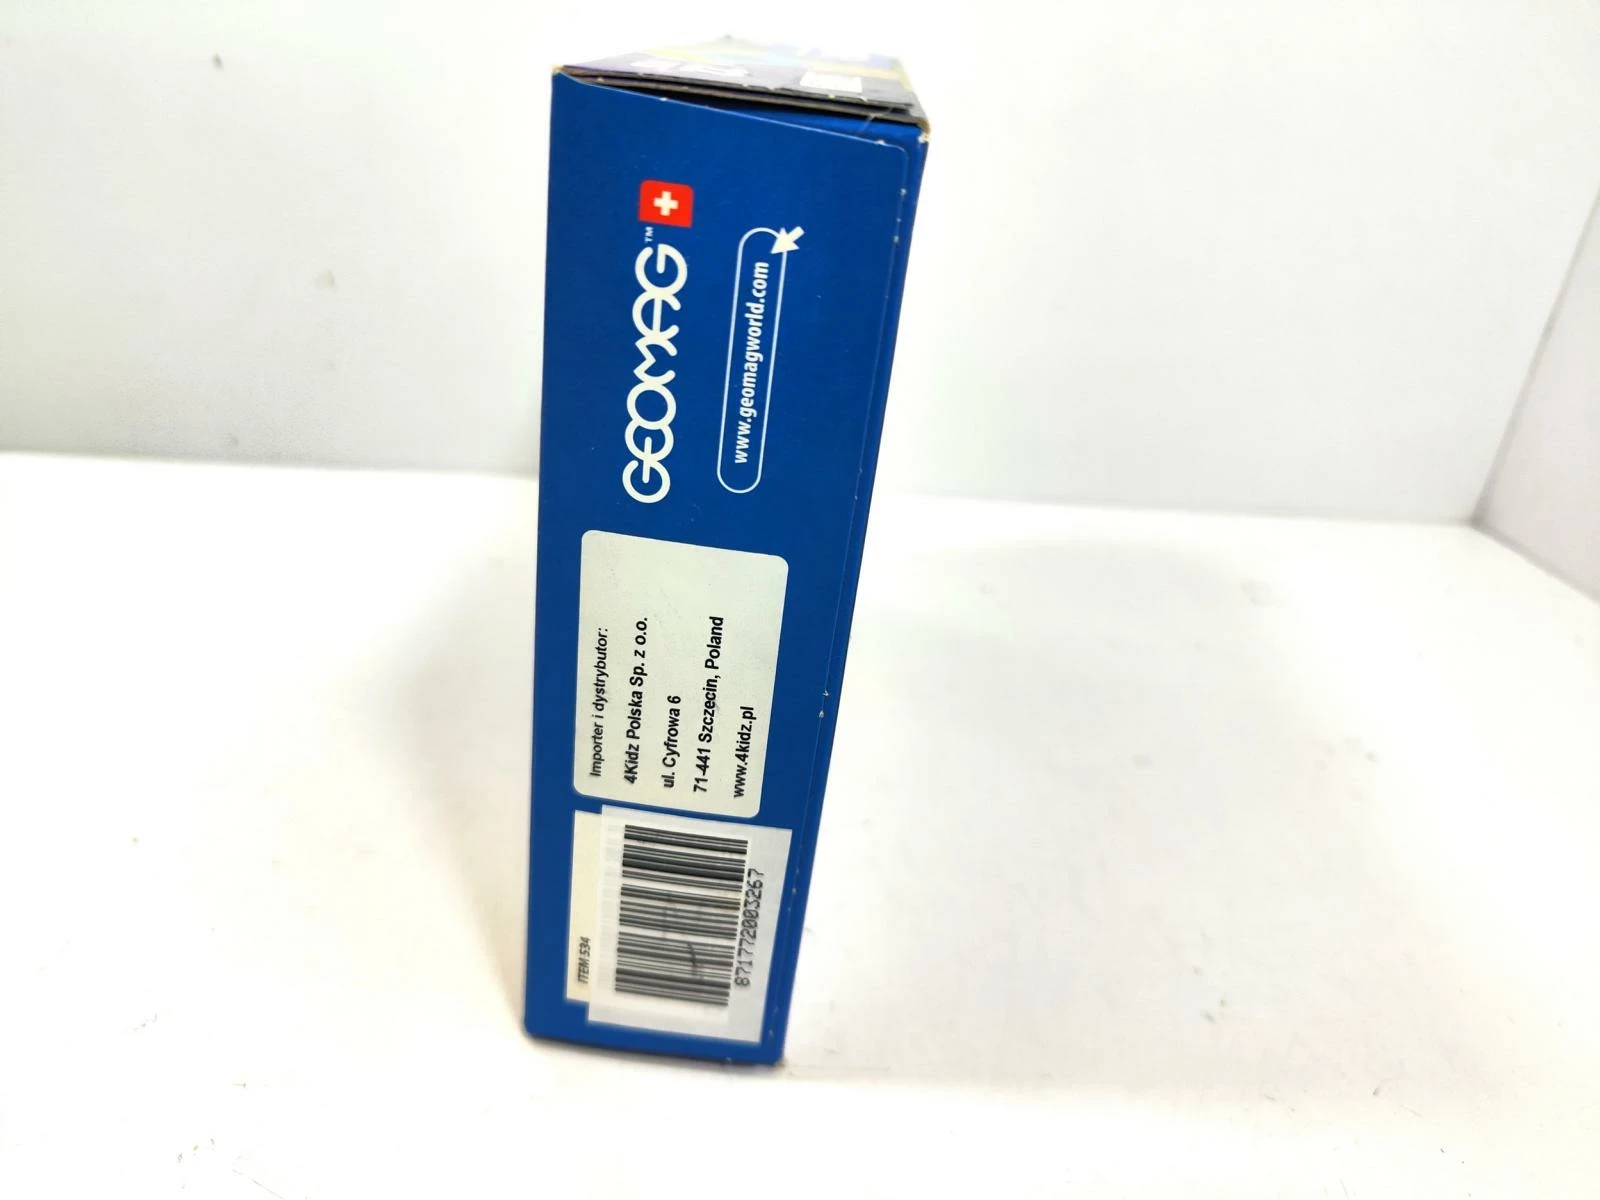 GEOMAG™
www.geomagworld.com
Importer i dystrybutor:
4Kidz Polska Sp. z o.o.
ul. Cyfrowa 6
71-441 Szczecin, Poland
www.4kidz.pl
ITEM 534
8717720003267